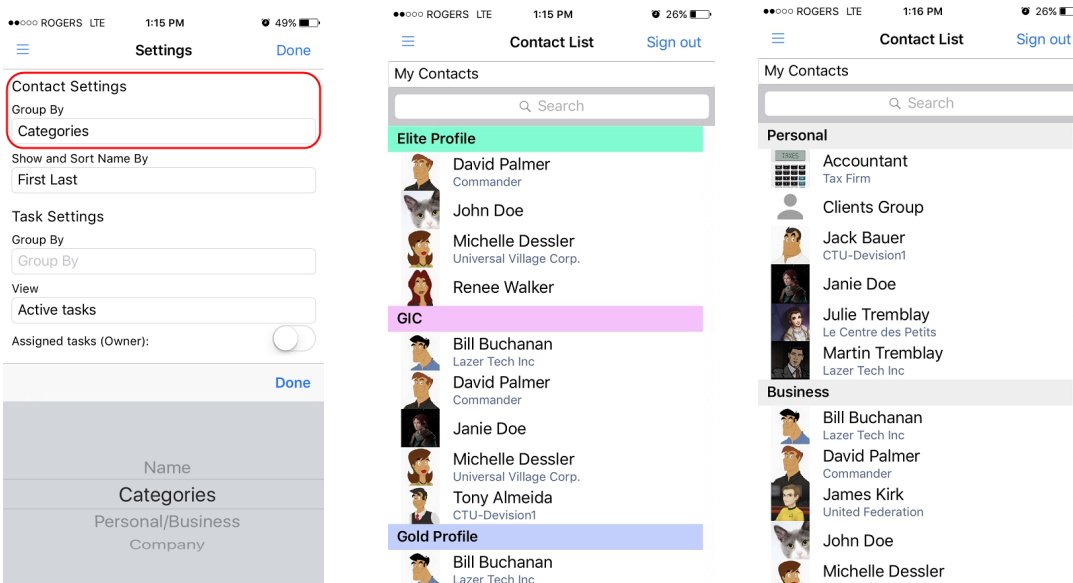 ●●○○○ ROGERS LTE 1:15 PM 49%
Settings Done
Contact Settings
Group By
Categories
Show and Sort Name By
First Last
Task Settings
Group By
Group By
View
Active tasks
Assigned tasks (Owner):
Done
Name
Categories
Personal/Business
Company
●●○○○ ROGERS LTE 1:15 PM 26%
Contact List Sign out
My Contacts
Search
Elite Profile
David Palmer
Commander
John Doe
Michelle Dessler
Universal Village Corp.
Renee Walker
GIC
Bill Buchanan
Lazer Tech Inc
David Palmer
Commander
Janie Doe
Michelle Dessler
Universal Village Corp.
Tony Almeida
CTU-Devision1
Gold Profile
Bill Buchanan
Lazer Tech Inc
●●○○○ ROGERS LTE 1:16 PM 26%
Contact List Sign out
My Contacts
Search
Personal
TAXES
Accountant
Tax Firm
Clients Group
Jack Bauer
CTU-Devision1
Janie Doe
Julie Tremblay
Le Centre des Petits
Martin Tremblay
Lazer Tech Inc
Business
Bill Buchanan
Lazer Tech Inc
David Palmer
Commander
James Kirk
United Federation
John Doe
Michelle Dessler